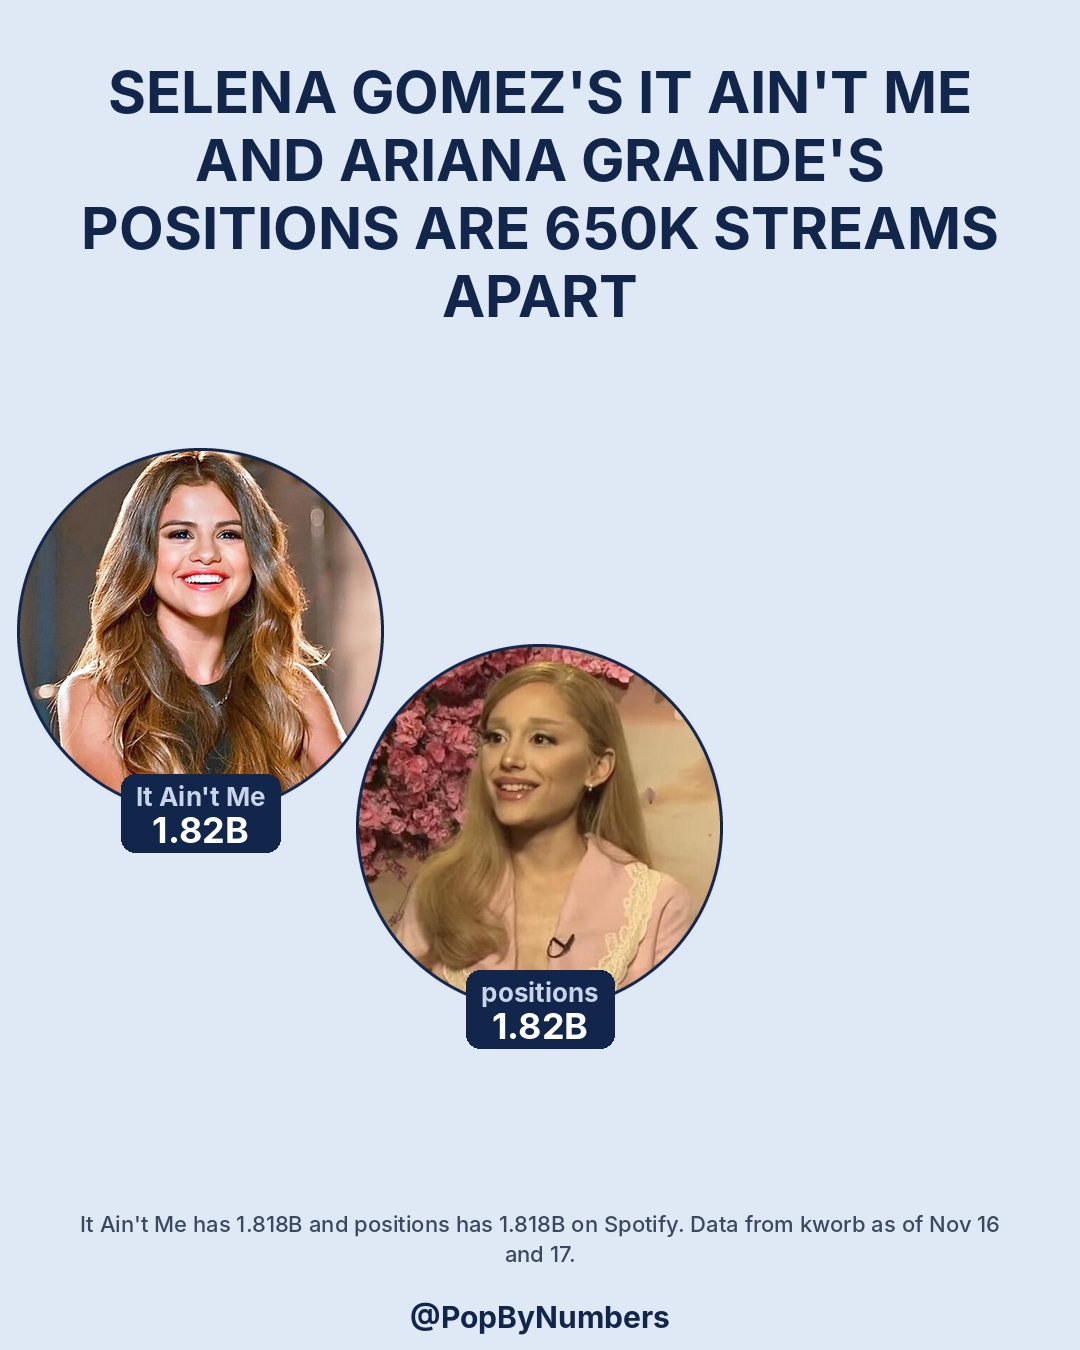 SELENA GOMEZ'S IT AIN'T ME
AND ARIANA GRANDE'S
POSITIONS ARE 650K STREAMS
APART
It Ain't Me
1.82B
positions
1.82B
It Ain't Me has 1.818B and positions has 1.818B on Spotify. Data from kworb as of Nov 16
and 17.
@PopByNumbers